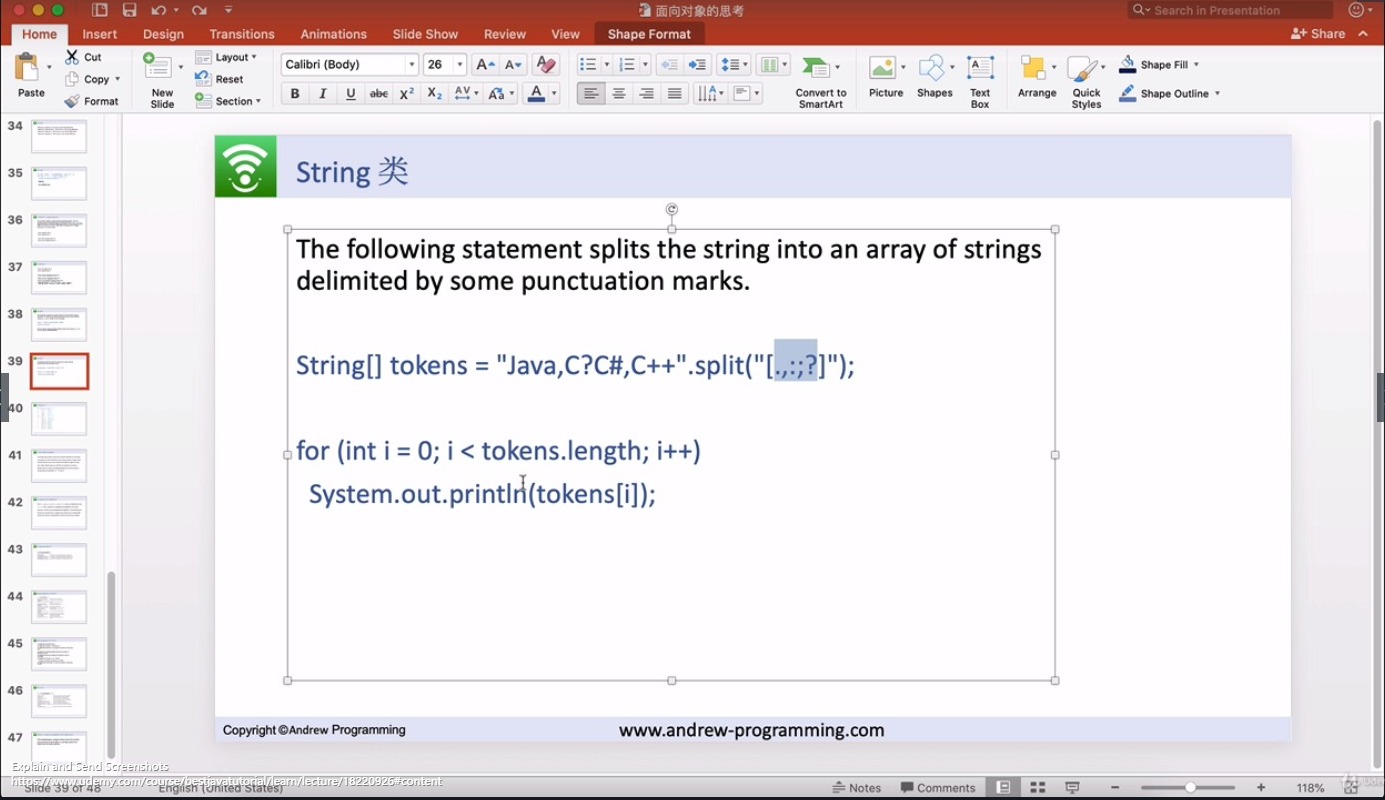 面向对象的思考
Search in Presentation
Home Insert Design Transitions Animations Slide Show Review View Shape Format Share
Paste
Cut
Copy
Format
New
Slide
Layout
Reset
Section
Calibri (Body) 26
B I U abc X² X₂ AV Aa A
Convert to
SmartArt
Picture
Shapes
Text
Box
Arrange
Quick
Styles
Shape Fill
Shape Outline
34
35
36
37
38
39
40
41
42
43
44
45
46
47
String 类
The following statement splits the string into an array of strings
delimited by some punctuation marks.
String[] tokens = "Java,C?C#,C++".split("[.,:;?]");
for (int i = 0; i < tokens.length; i++)
System.out.println(tokens[i]);
Copyright ©Andrew Programming
www.andrew-programming.com
Explain and Send Screenshots
https://www.udemy.com/course/bestjavatutorial/learn/lecture/18220926#content
Slide 39 of 48 English (United States)
Notes Comments 118%